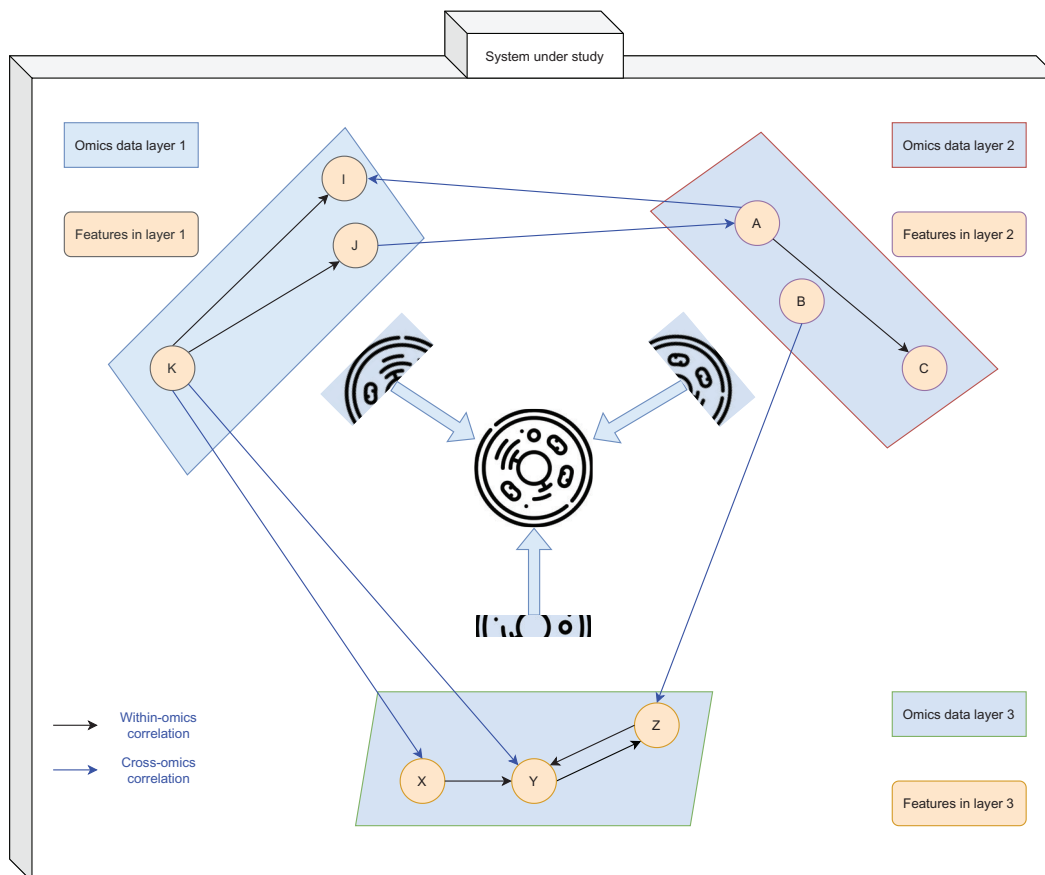 System under study
Omics data layer 1
Omics data layer 2
I
Features in layer 1
J
A
Features in layer 2
B
K
C
Within-omics
correlation
Cross-omics
correlation
Z
X
Y
Omics data layer 3
Features in layer 3